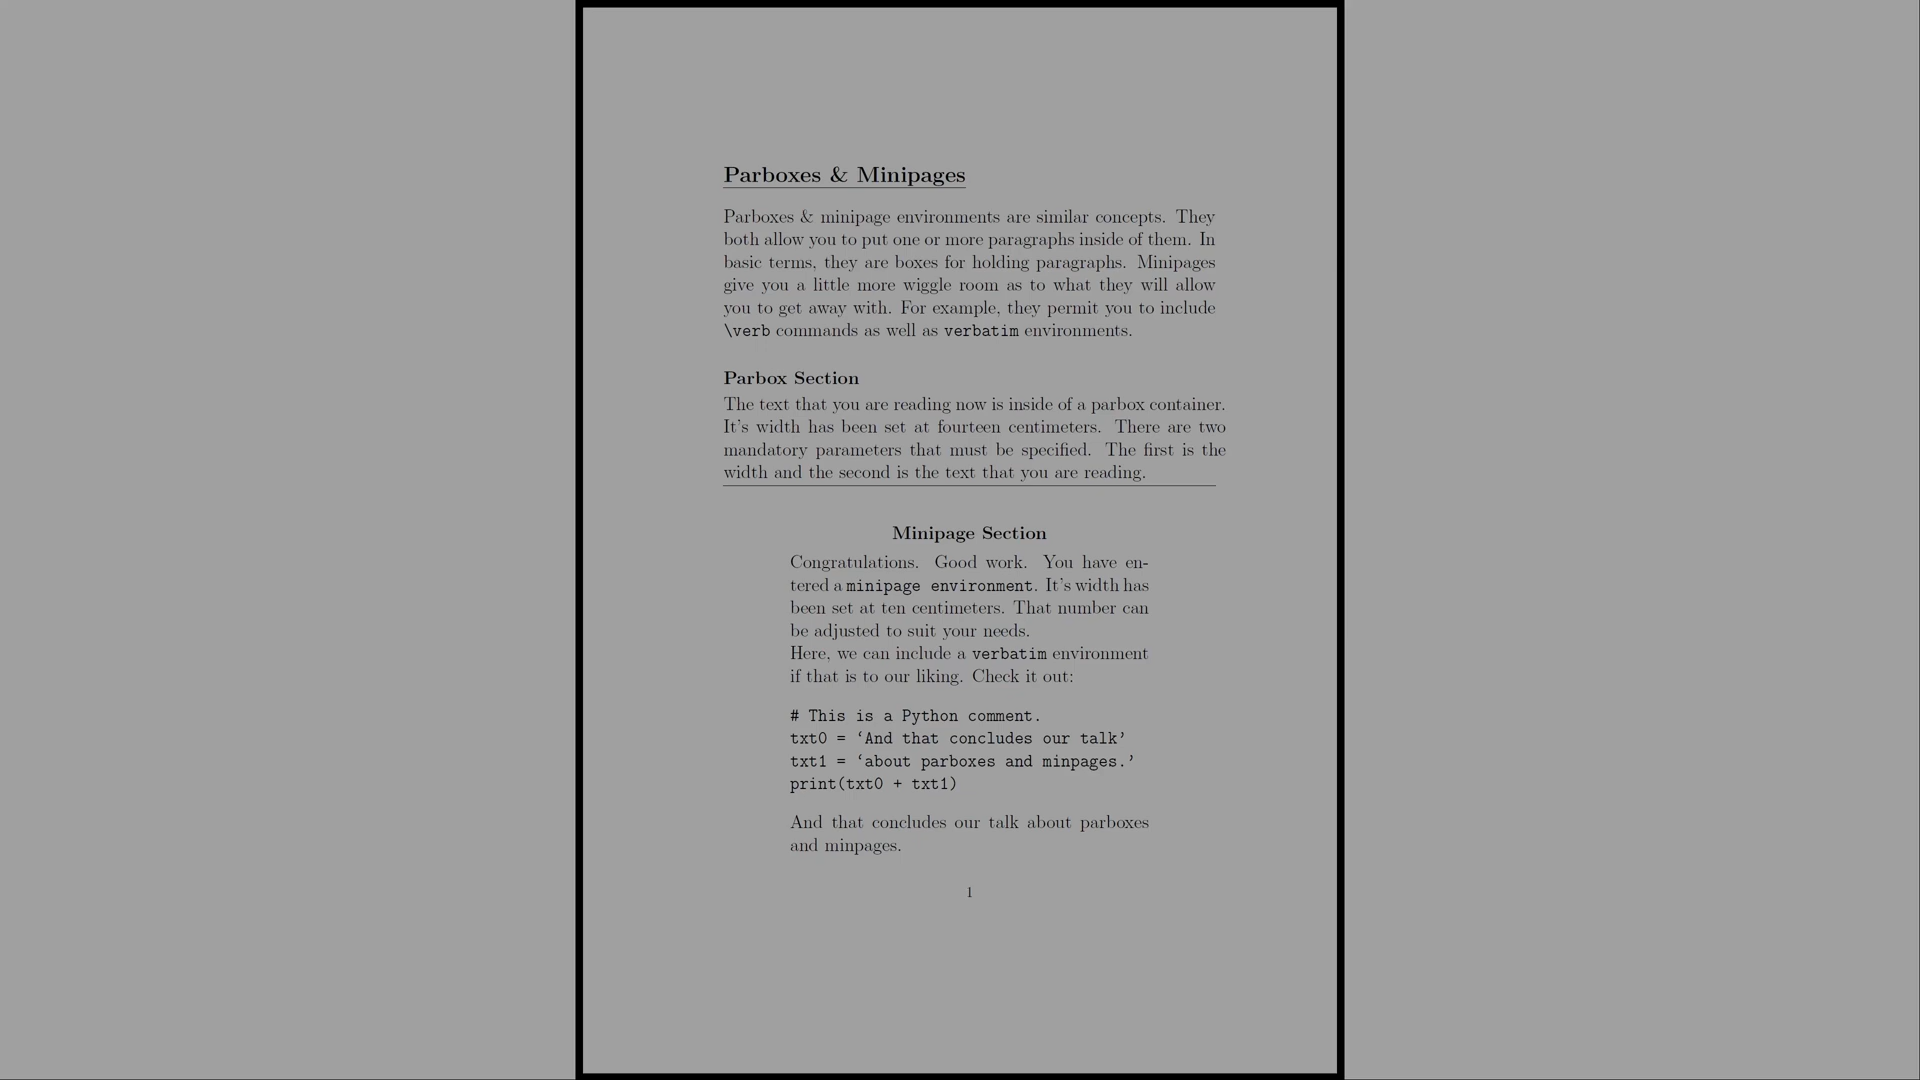 Parboxes & Minipages
Parboxes & minipage environments are similar concepts. They
both allow you to put one or more paragraphs inside of them. In
basic terms, they are boxes for holding paragraphs. Minipages
give you a little more wiggle room as to what they will allow
you to get away with. For example, they permit you to include
\verb commands as well as verbatim environments.
Parbox Section
The text that you are reading now is inside of a parbox container.
It's width has been set at fourteen centimeters. There are two
mandatory parameters that must be specified. The first is the
width and the second is the text that you are reading.
Minipage Section
Congratulations. Good work. You have en-
tered a minipage environment. It's width has
been set at ten centimeters. That number can
be adjusted to suit your needs.
Here, we can include a verbatim environment
if that is to our liking. Check it out:
# This is a Python comment.
txt0 = ‘And that concludes our talk’
txt1 = ‘about parboxes and minpages.’
print(txt0 + txt1)
And that concludes our talk about parboxes
and minpages.
1